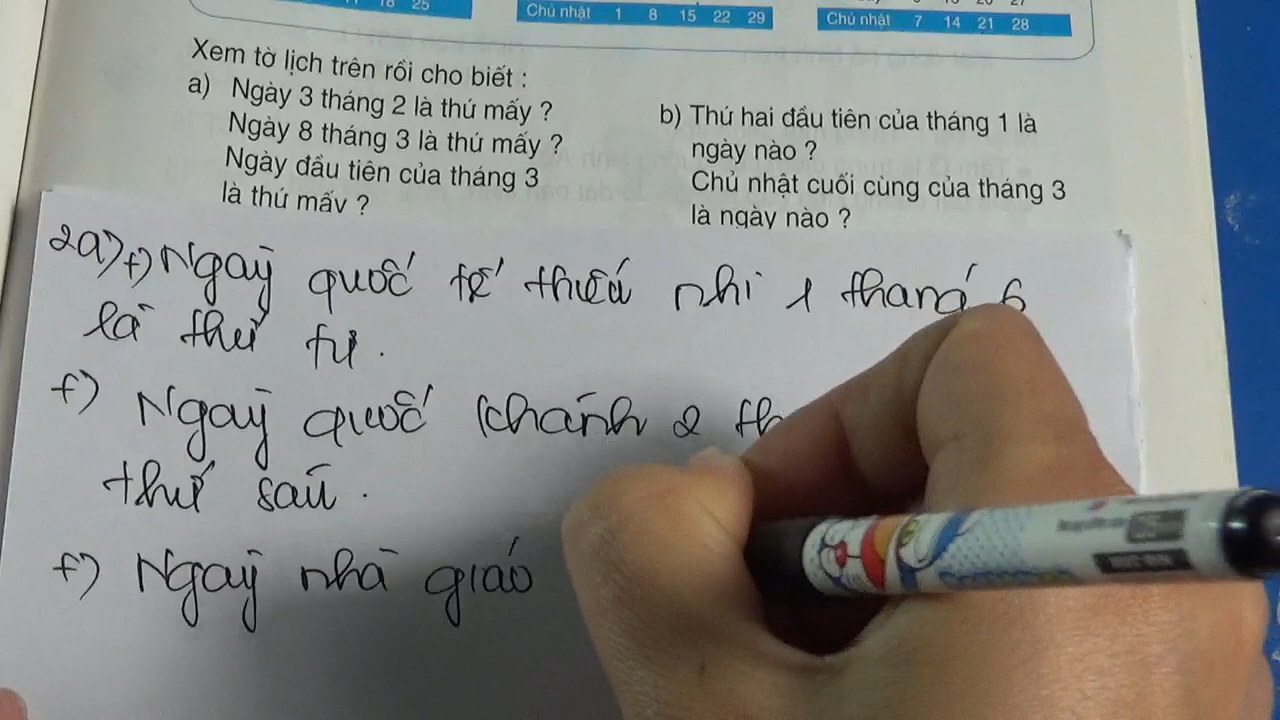 18 25
Chủ nhật 1 8 15 22 29
Chủ nhật 7 14 21 28
Xem tờ lịch trên rồi cho biết :
a) Ngày 3 tháng 2 là thứ mấy ?
Ngày 8 tháng 3 là thứ mấy ?
Ngày đầu tiên của tháng 3
là thứ mấy ?
b) Thứ hai đầu tiên của tháng 1 là
ngày nào ?
Chủ nhật cuối cùng của tháng 3
là ngày nào ?
2a) +) Ngày quốc tế thiếu nhi 1 tháng 6
là thứ tư.
+) Ngày quốc khánh 2 th
thứ sáu.
+) Ngày nhà giáo